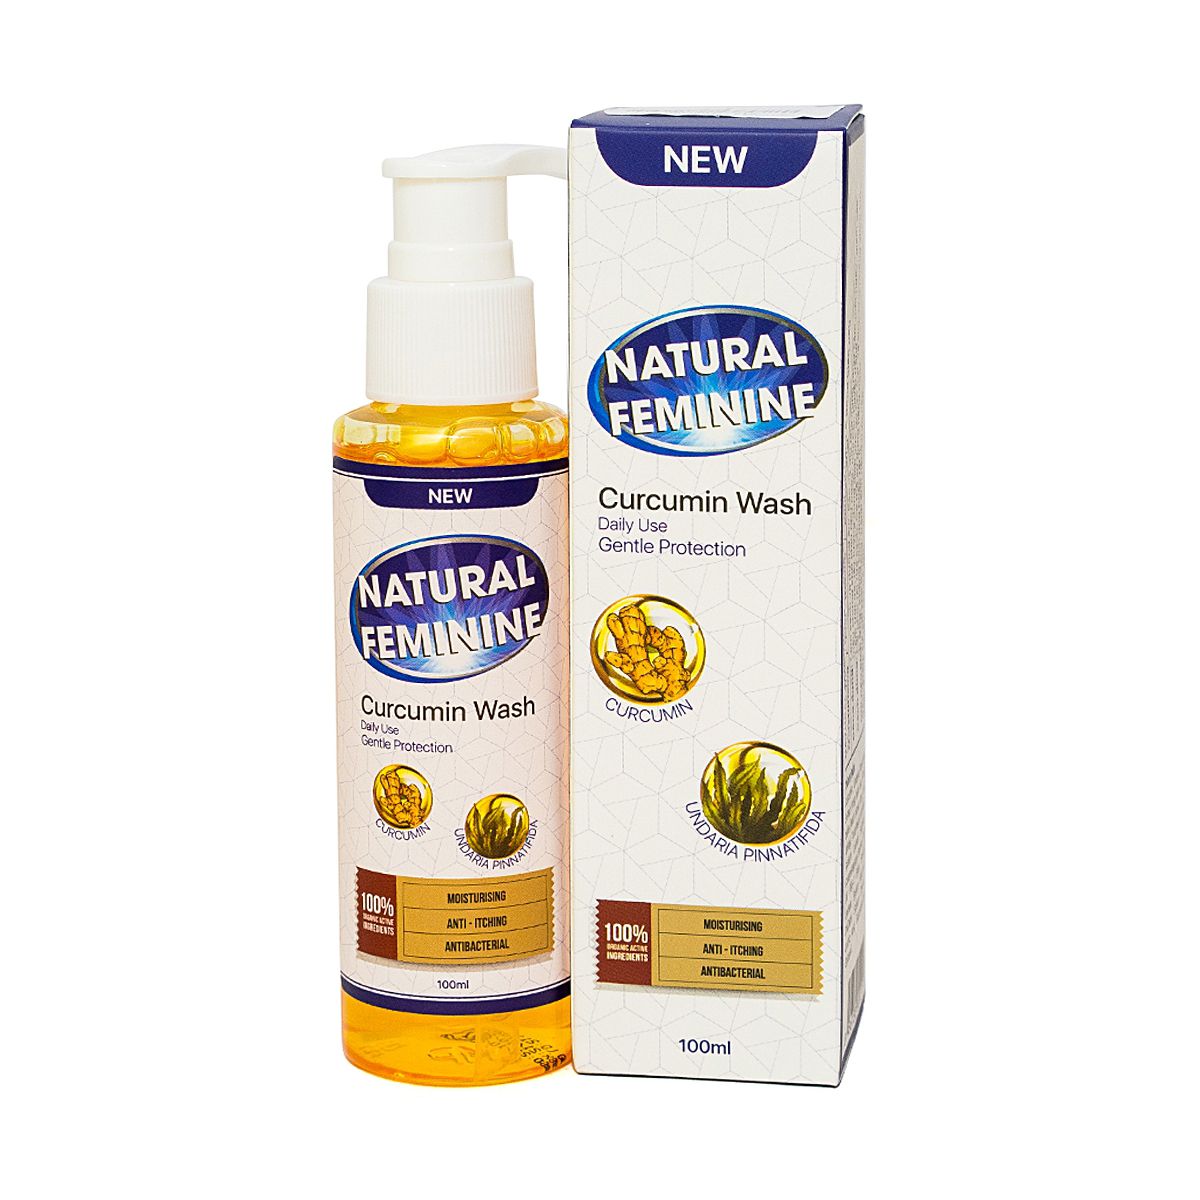 NEW
NATURAL
FEMININE
Curcumin Wash
Daily Use
Gentle Protection
CURCUMIN
UNDARIA PINNATIFIDA
100%
ORGANIC ACTIVE
INGREDIENTS
MOISTURISING
ANTI - ITCHING
ANTIBACTERIAL
100ml
NEW
NATURAL
FEMININE
Curcumin Wash
Daily Use
Gentle Protection
CURCUMIN
UNDARIA PINNATIFIDA
100%
ORGANIC ACTIVE
INGREDIENTS
MOISTURISING
ANTI - ITCHING
ANTIBACTERIAL
100ml